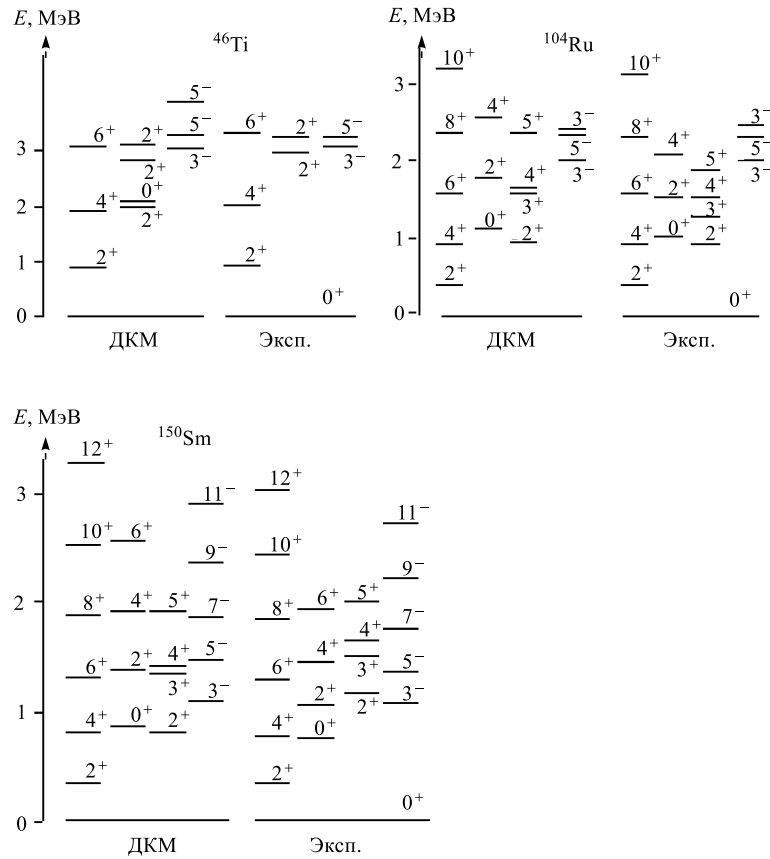 E, МэВ
⁴⁶Ti
5⁻
6⁺ 2⁺ 5⁻
3
2⁺ 3⁻
4⁺ 0⁺
2
2⁺
2⁺
1
0
ДКМ
6⁺ 2⁺ 5⁻
2⁺ 3⁻
4⁺
2⁺
0⁺
Эксп.
E, МэВ
¹⁰⁴Ru
10⁺
3
4⁺
8⁺ 5⁺ 3⁻
5⁻
2
2⁺ 4⁺ 3⁻
6⁺
3⁺
0⁺
4⁺ 2⁺
1
2⁺
0
ДКМ
10⁺
3⁻
8⁺ 4⁺
5⁻
5⁺ 3⁻
6⁺ 2⁺ 4⁺
3⁺
4⁺ 0⁺ 2⁺
2⁺
0⁺
Эксп.
E, МэВ
¹⁵⁰Sm
12⁺
3
11⁻
10⁺ 6⁺
9⁻
2
8⁺ 4⁺ 5⁺ 7⁻
6⁺ 2⁺ 4⁺ 5⁻
3⁺ 3⁻
1
4⁺ 0⁺ 2⁺
2⁺
0
ДКМ
12⁺
11⁻
10⁺
9⁻
8⁺ 6⁺ 5⁺
7⁻
4⁺
6⁺ 4⁺ 3⁺ 5⁻
2⁺ 2⁺ 3⁻
4⁺ 0⁺
2⁺
0⁺
Эксп.